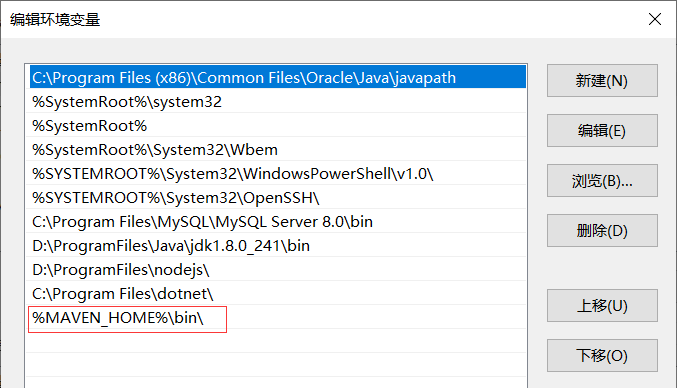 编辑环境变量
C:\Program Files (x86)\Common Files\Oracle\Java\javapath
%SystemRoot%\system32
%SystemRoot%
%SystemRoot%\System32\Wbem
%SYSTEMROOT%\System32\WindowsPowerShell\v1.0\
%SYSTEMROOT%\System32\OpenSSH\
C:\Program Files\MySQL\MySQL Server 8.0\bin
D:\ProgramFiles\Java\jdk1.8.0_241\bin
D:\ProgramFiles\nodejs\
C:\Program Files\dotnet\
%MAVEN_HOME%\bin\
新建(N)
编辑(E)
浏览(B)...
删除(D)
上移(U)
下移(O)